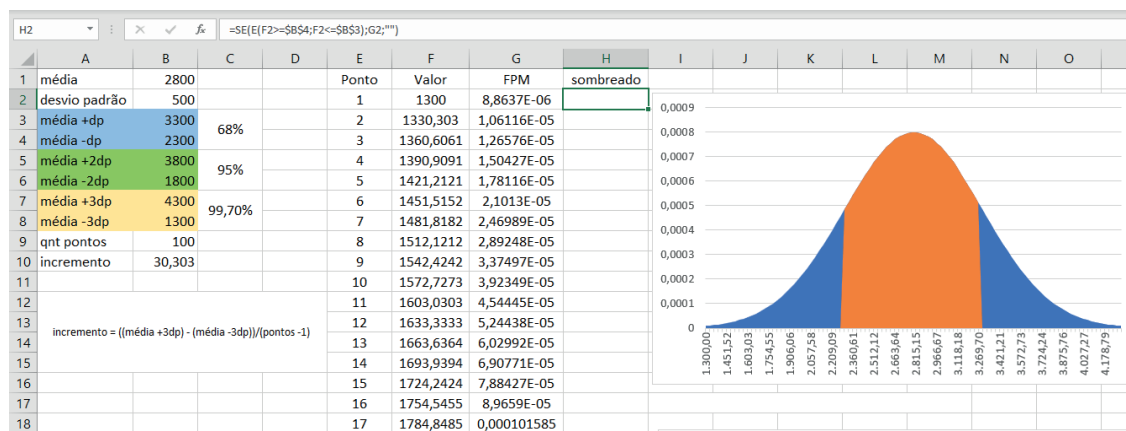 H2 fx =SE(E(F2>=$B$4;F2<=$B$3);G2;"")
A B C D E F G H I J K L M N O
1 média 2800 Ponto Valor FPM sombreado
2 desvio padrão 500 1 1300 8,8637E-06
3 média +dp 3300 2 1330,303 1,06116E-05
68%
4 média -dp 2300 3 1360,6061 1,26576E-05
5 média +2dp 3800 4 1390,9091 1,50427E-05
95%
6 média -2dp 1800 5 1421,2121 1,78116E-05
7 média +3dp 4300 6 1451,5152 2,1013E-05
99,70%
8 média -3dp 1300 7 1481,8182 2,46989E-05
9 qnt pontos 100 8 1512,1212 2,89248E-05
10 incremento 30,303 9 1542,4242 3,37497E-05
11 10 1572,7273 3,92349E-05
12 11 1603,0303 4,54445E-05
13 12 1633,3333 5,24438E-05
incremento = ((média +3dp) - (média -3dp))/(pontos -1)
14 13 1663,6364 6,02992E-05
15 14 1693,9394 6,90771E-05
16 15 1724,2424 7,88427E-05
17 16 1754,5455 8,9659E-05
18 17 1784,8485 0,000101585
0,0009
0,0008
0,0007
0,0006
0,0005
0,0004
0,0003
0,0002
0,0001
0
1.300,00
1.451,52
1.603,03
1.754,55
1.906,06
2.057,58
2.209,09
2.360,61
2.512,12
2.663,64
2.815,15
2.966,67
3.118,18
3.269,70
3.421,21
3.572,73
3.724,24
3.875,76
4.027,27
4.178,79